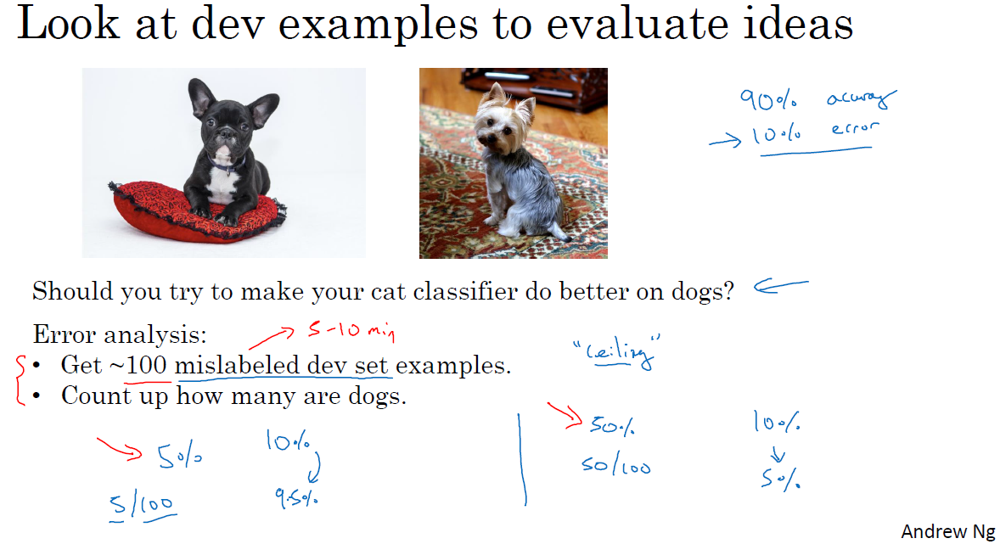 Look at dev examples to evaluate ideas
90% accuracy
→ 10% error
Should you try to make your cat classifier do better on dogs?
Error analysis:
5-10 min
• Get ~100 mislabeled dev set examples.
• Count up how many are dogs.
"ceiling"
5%
5/100
10%
9.5%
50%
50/100
10%
5%
Andrew Ng